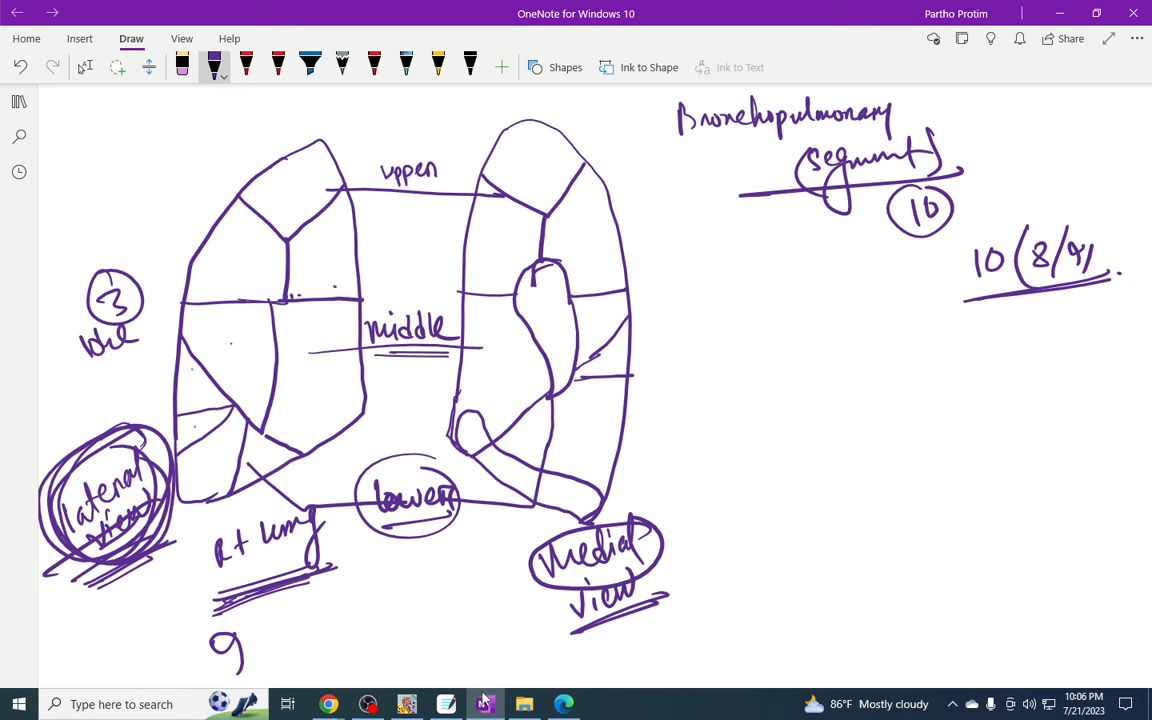 OneNote for Windows 10
Partho Protim
Home Insert Draw View Help
Share
Shapes
Ink to Shape
Ink to Text
Bronchopulmonary
(segments)
10
10 (8/9)
upper
3
lobe
middle
lateral
view
lower
Rt lung
Medial
view
9
Type here to search
86°F Mostly cloudy
10:06 PM
7/21/2023